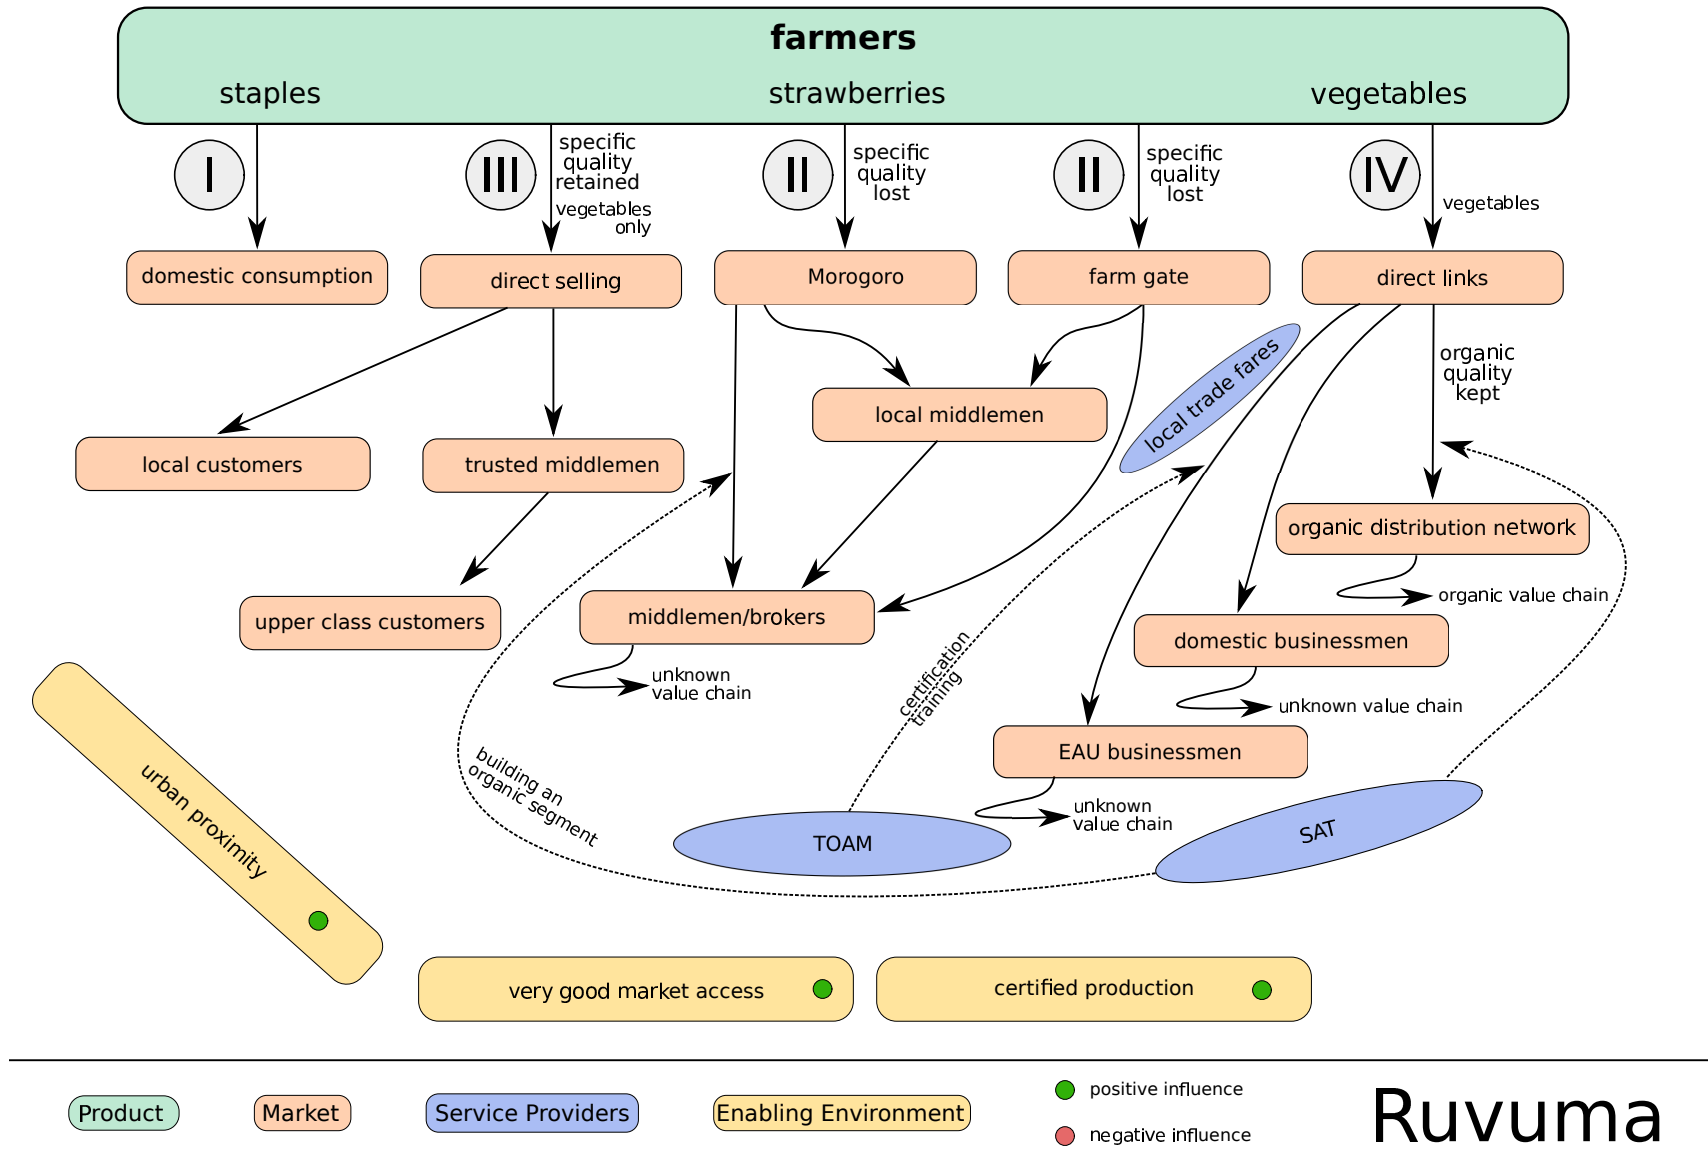 farmers
staples
strawberries
vegetables
I
III
specific
quality
retained
vegetables
only
II
specific
quality
lost
II
specific
quality
lost
IV
vegetables
domestic consumption
direct selling
Morogoro
farm gate
direct links
local trade fares
organic
quality
kept
local middlemen
local customers
trusted middlemen
organic distribution network
organic value chain
upper class customers
middlemen/brokers
domestic businessmen
unknown
value chain
certification
training
unknown value chain
EAU businessmen
building an
organic segment
unknown
value chain
urban proximity
TOAM
SAT
very good market access
certified production
Product
Market
Service Providers
Enabling Environment
positive influence
negative influence
Ruvuma